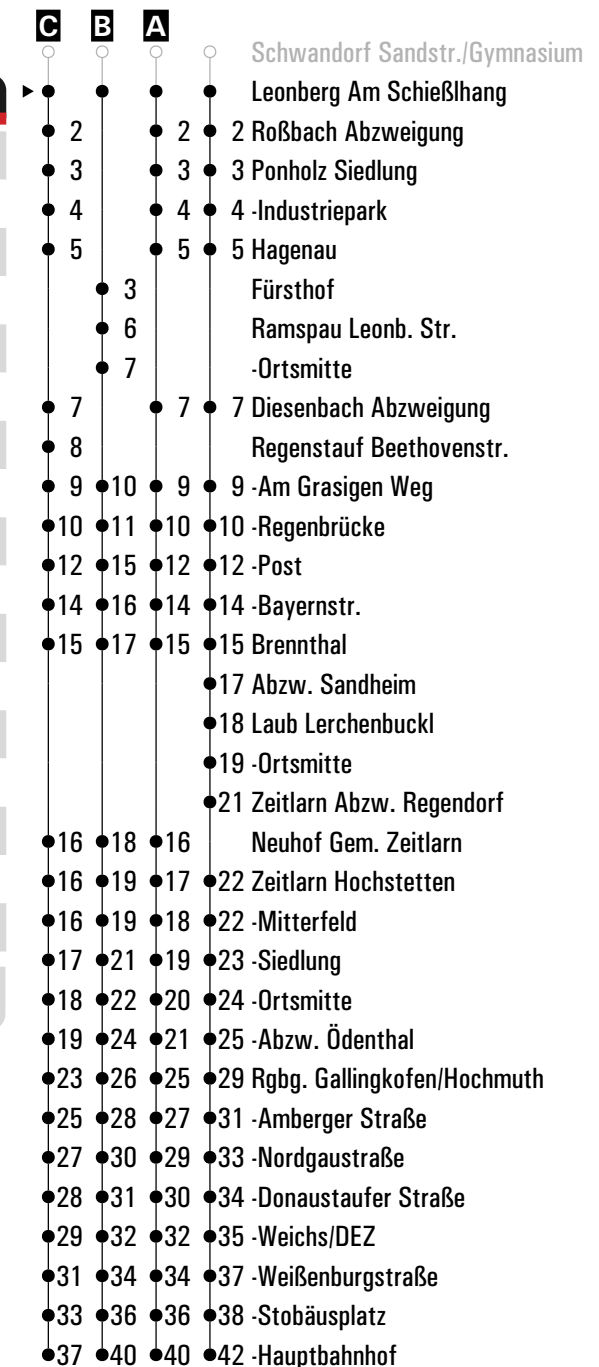 C B A
Schwandorf Sandstr./Gymnasium
Leonberg Am Schießlhang
2 2 2 Roßbach Abzweigung
3 3 3 Ponholz Siedlung
4 4 4 -Industriepark
5 5 5 Hagenau
3 Fürsthof
6 Ramspau Leonb. Str.
7 -Ortsmitte
7 7 7 Diesenbach Abzweigung
8 Regenstauf Beethovenstr.
9 10 9 9 -Am Grasigen Weg
10 11 10 10 -Regenbrücke
12 15 12 12 -Post
14 16 14 14 -Bayernstr.
15 17 15 15 Brennthal
17 Abzw. Sandheim
18 Laub Lerchenbuckl
19 -Ortsmitte
21 Zeitlarn Abzw. Regendorf
16 18 16 Neuhof Gem. Zeitlarn
16 19 17 22 Zeitlarn Hochstetten
16 19 18 22 -Mitterfeld
17 21 19 23 -Siedlung
18 22 20 24 -Ortsmitte
19 24 21 25 -Abzw. Ödenthal
23 26 25 29 Rgbg. Gallingkofen/Hochmuth
25 28 27 31 -Amberger Straße
27 30 29 33 -Nordgaustraße
28 31 30 34 -Donaustaufer Straße
29 32 32 35 -Weichs/DEZ
31 34 34 37 -Weißenburgstraße
33 36 36 38 -Stobäusplatz
37 40 40 42 -Hauptbahnhof